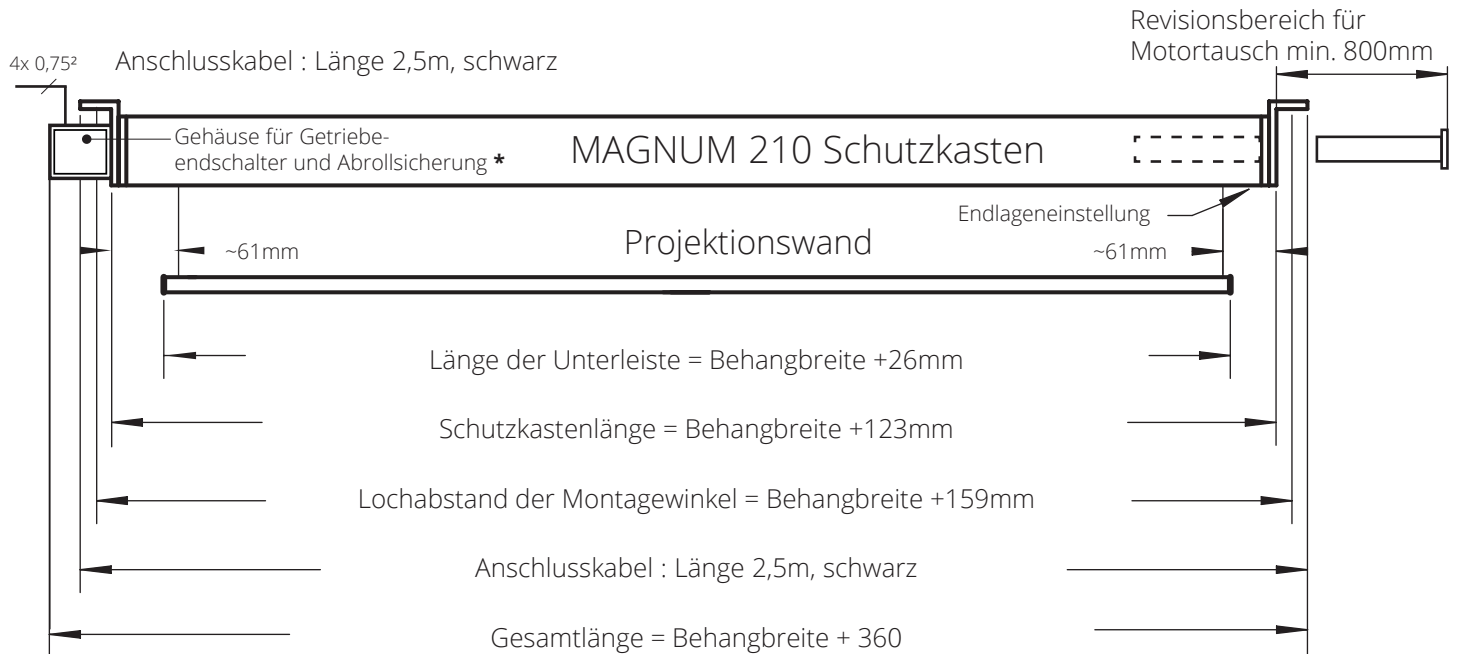 Revisionsbereich für
Motortausch min. 800mm
4x 0,75²
Anschlusskabel : Länge 2,5m, schwarz
Gehäuse für Getriebe-
endschalter und Abrollsicherung *
MAGNUM 210 Schutzkasten
Endlageneinstellung
~61mm
Projektionswand
~61mm
Länge der Unterleiste = Behangbreite +26mm
Schutzkastenlänge = Behangbreite +123mm
Lochabstand der Montagewinkel = Behangbreite +159mm
Anschlusskabel : Länge 2,5m, schwarz
Gesamtlänge = Behangbreite + 360